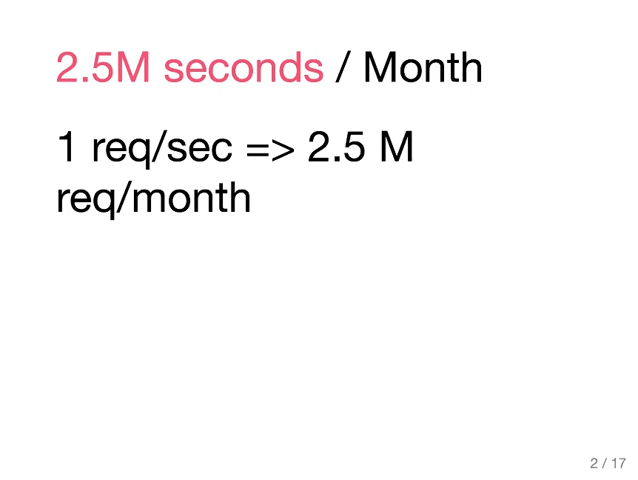 2.5M seconds / Month
1 req/sec => 2.5 M
req/month
2 / 17